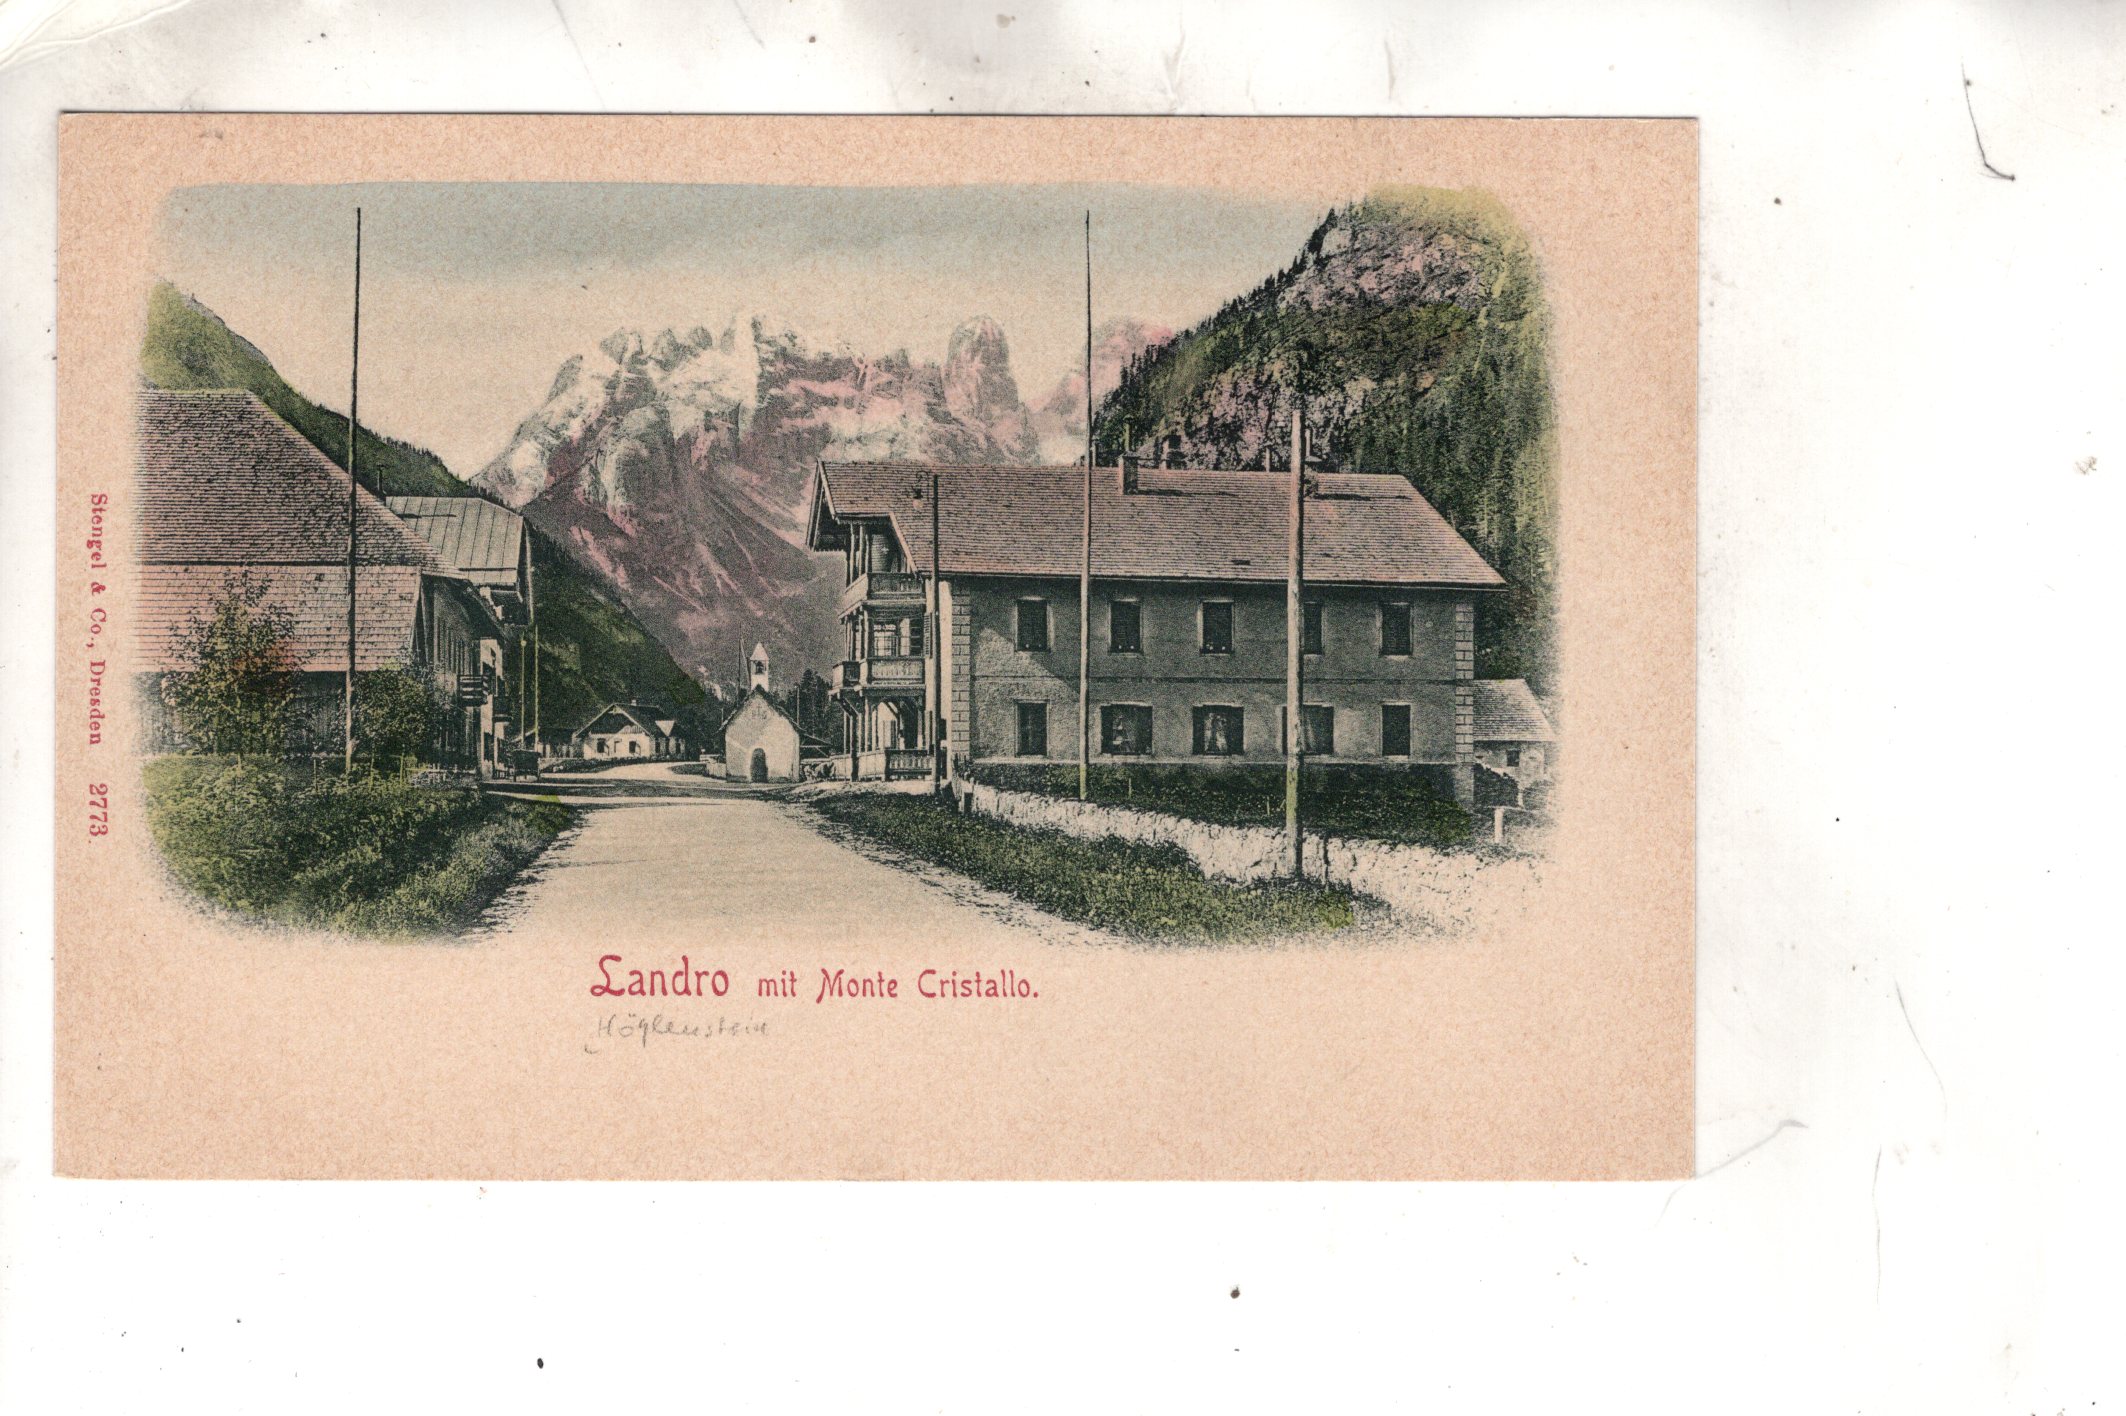 Stengel & Co., Dresden 2773.
Landro mit Monte Cristallo.
Höhlenstein